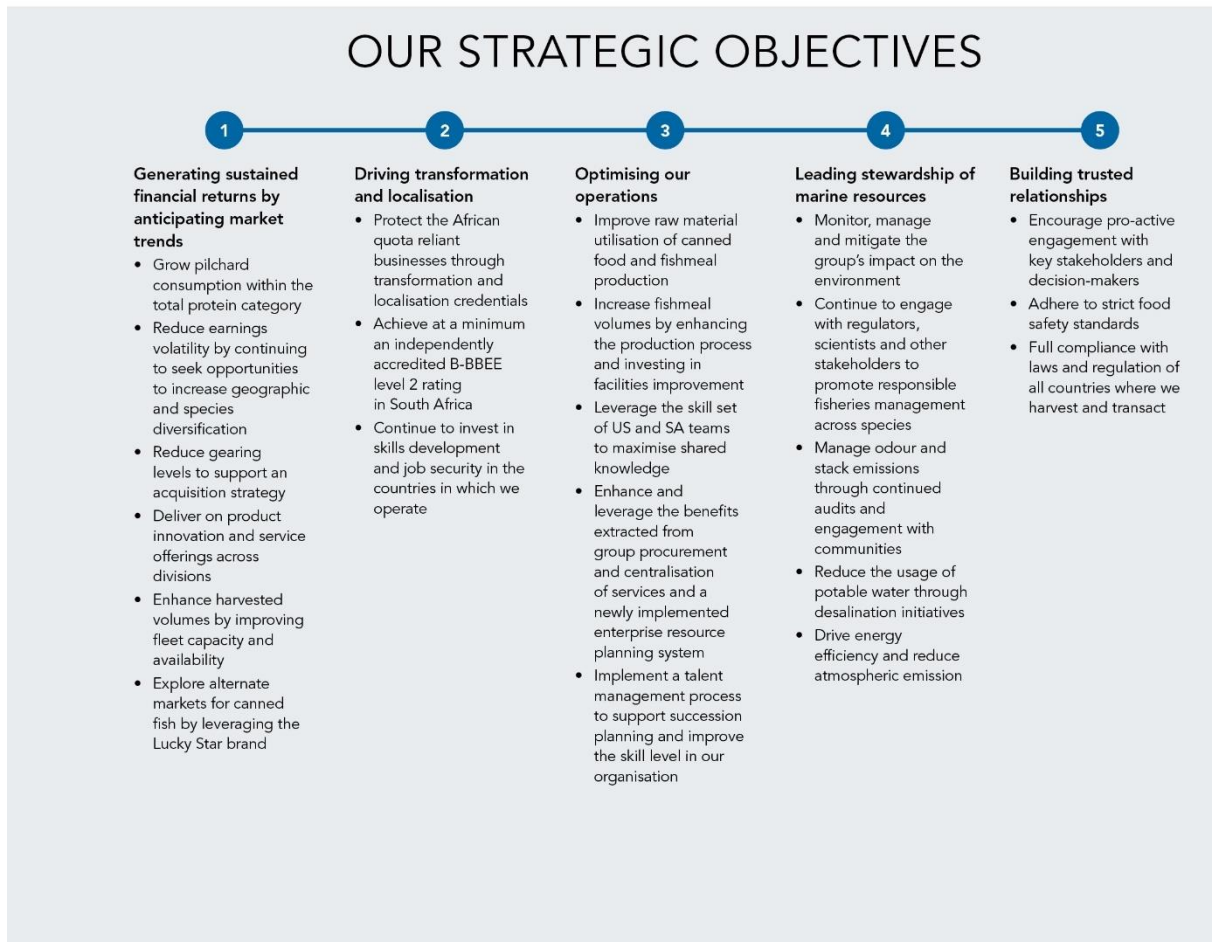 OUR STRATEGIC OBJECTIVES
1
Generating sustained
financial returns by
anticipating market
trends
• Grow pilchard
consumption within the
total protein category
• Reduce earnings
volatility by continuing
to seek opportunities
to increase geographic
and species
diversification
• Reduce gearing
levels to support an
acquisition strategy
• Deliver on product
innovation and service
offerings across
divisions
• Enhance harvested
volumes by improving
fleet capacity and
availability
• Explore alternate
markets for canned
fish by leveraging the
Lucky Star brand
2
Driving transformation
and localisation
• Protect the African
quota reliant
businesses through
transformation and
localisation credentials
• Achieve at a minimum
an independently
accredited B-BBEE
level 2 rating
in South Africa
• Continue to invest in
skills development
and job security in the
countries in which we
operate
3
Optimising our
operations
• Improve raw material
utilisation of canned
food and fishmeal
production
• Increase fishmeal
volumes by enhancing
the production process
and investing in
facilities improvement
• Leverage the skill set
of US and SA teams
to maximise shared
knowledge
• Enhance and
leverage the benefits
extracted from
group procurement
and centralisation
of services and a
newly implemented
enterprise resource
planning system
• Implement a talent
management process
to support succession
planning and improve
the skill level in our
organisation
4
Leading stewardship of
marine resources
• Monitor, manage
and mitigate the
group's impact on the
environment
• Continue to engage
with regulators,
scientists and other
stakeholders to
promote responsible
fisheries management
across species
• Manage odour and
stack emissions
through continued
audits and
engagement with
communities
• Reduce the usage of
potable water through
desalination initiatives
• Drive energy
efficiency and reduce
atmospheric emission
5
Building trusted
relationships
• Encourage pro-active
engagement with
key stakeholders and
decision-makers
• Adhere to strict food
safety standards
• Full compliance with
laws and regulation of
all countries where we
harvest and transact